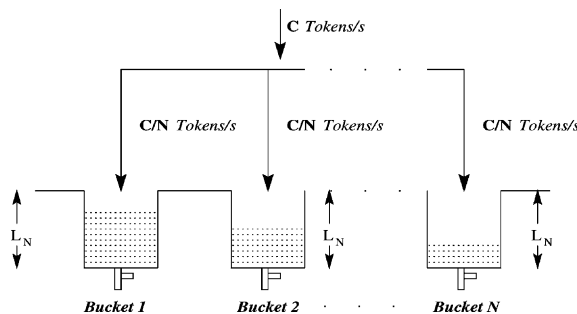 C Tokens/s
C/N Tokens/s
C/N Tokens/s
C/N Tokens/s
L_N
L_N
L_N
Bucket 1
Bucket 2 . . .
Bucket N